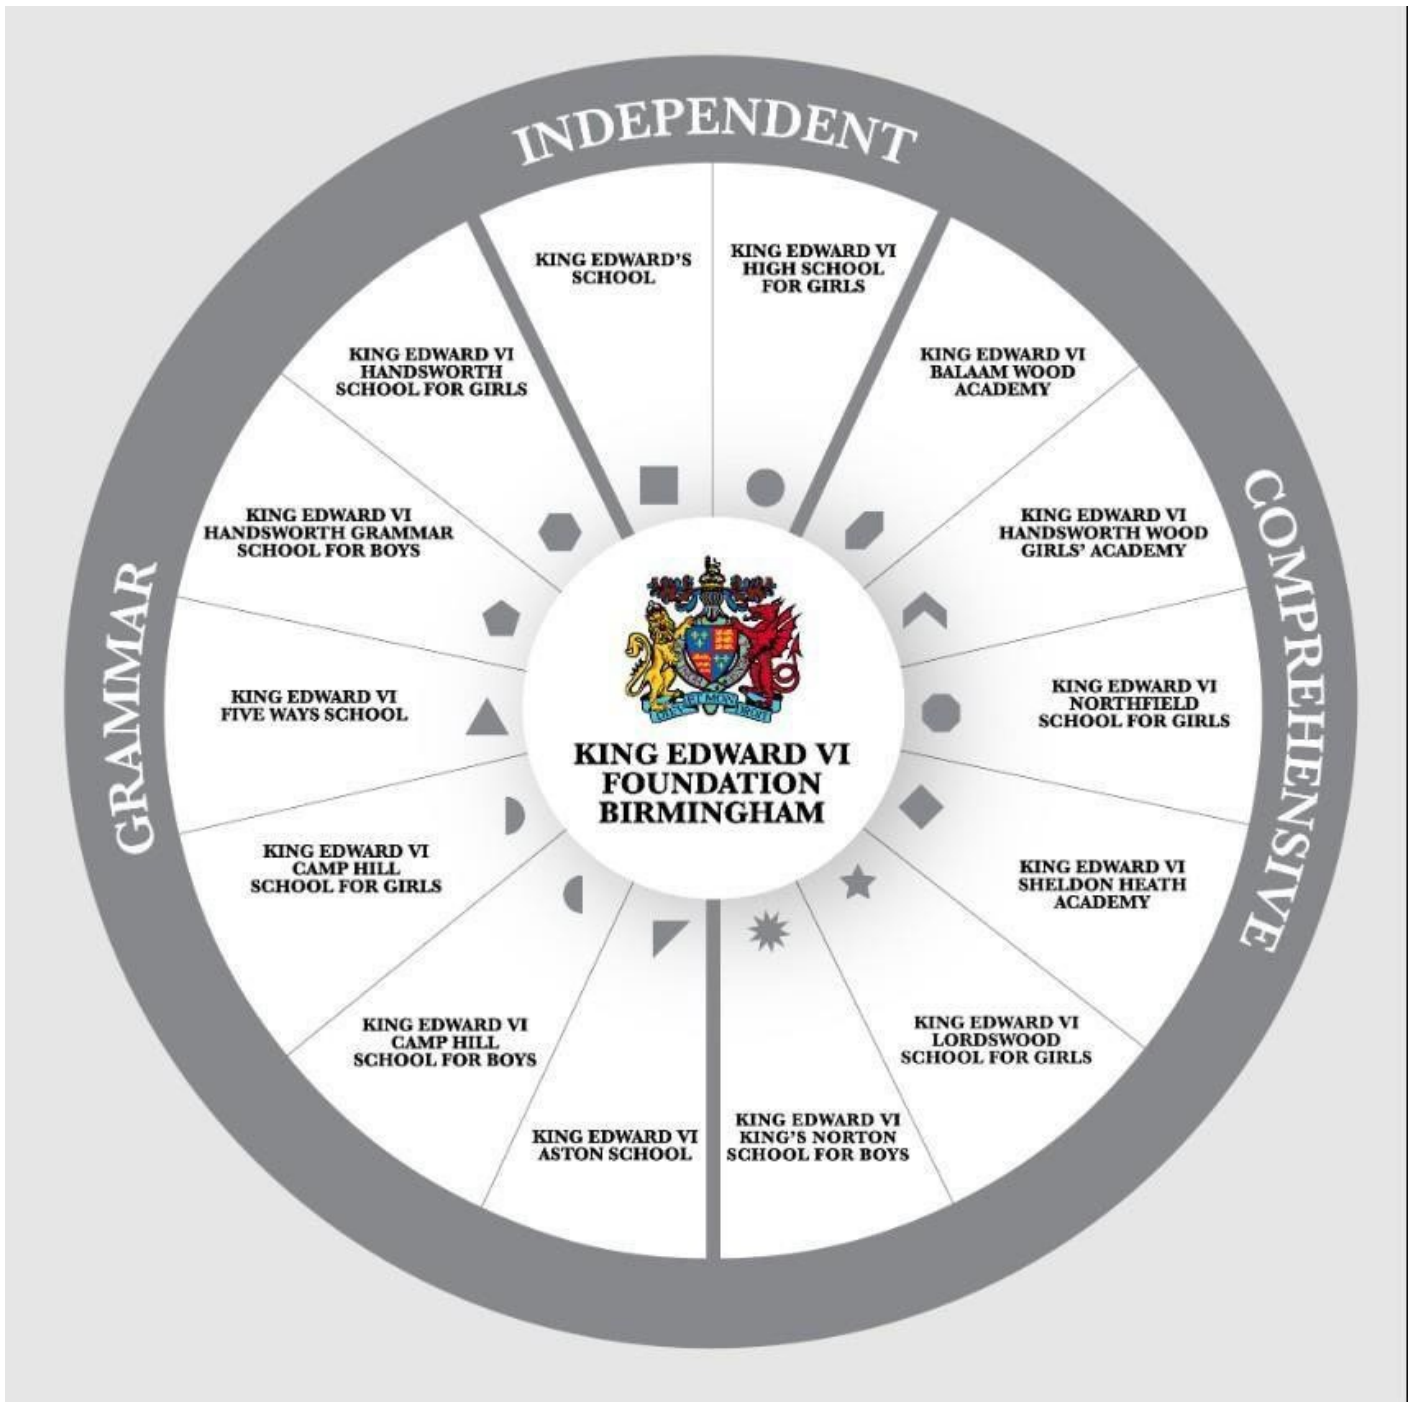 INDEPENDENT
KING EDWARD'S
SCHOOL
KING EDWARD VI
HIGH SCHOOL
FOR GIRLS
COMPREHENSIVE
KING EDWARD VI
BALAAM WOOD
ACADEMY
KING EDWARD VI
HANDSWORTH WOOD
GIRLS' ACADEMY
KING EDWARD VI
NORTHFIELD
SCHOOL FOR GIRLS
KING EDWARD VI
SHELDON HEATH
ACADEMY
KING EDWARD VI
LORDSWOOD
SCHOOL FOR GIRLS
KING EDWARD VI
KING'S NORTON
SCHOOL FOR BOYS
GRAMMAR
KING EDWARD VI
ASTON SCHOOL
KING EDWARD VI
CAMP HILL
SCHOOL FOR BOYS
KING EDWARD VI
CAMP HILL
SCHOOL FOR GIRLS
KING EDWARD VI
FIVE WAYS SCHOOL
KING EDWARD VI
HANDSWORTH GRAMMAR
SCHOOL FOR BOYS
KING EDWARD VI
HANDSWORTH
SCHOOL FOR GIRLS
ET MON
DROIT
KING EDWARD VI
FOUNDATION
BIRMINGHAM